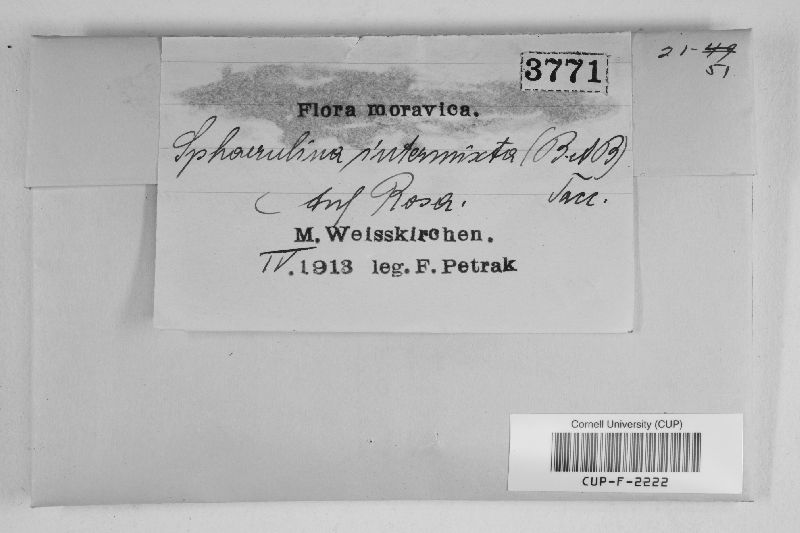 21-49
51
3771
Flora moravica.
Sphaerulina intermixta (B. et B)
Auf Rosa. Sacc.
M. Weisskirchen.
IV. 1913 leg. F. Petrak
Cornell University (CUP)
CUP-F-2222